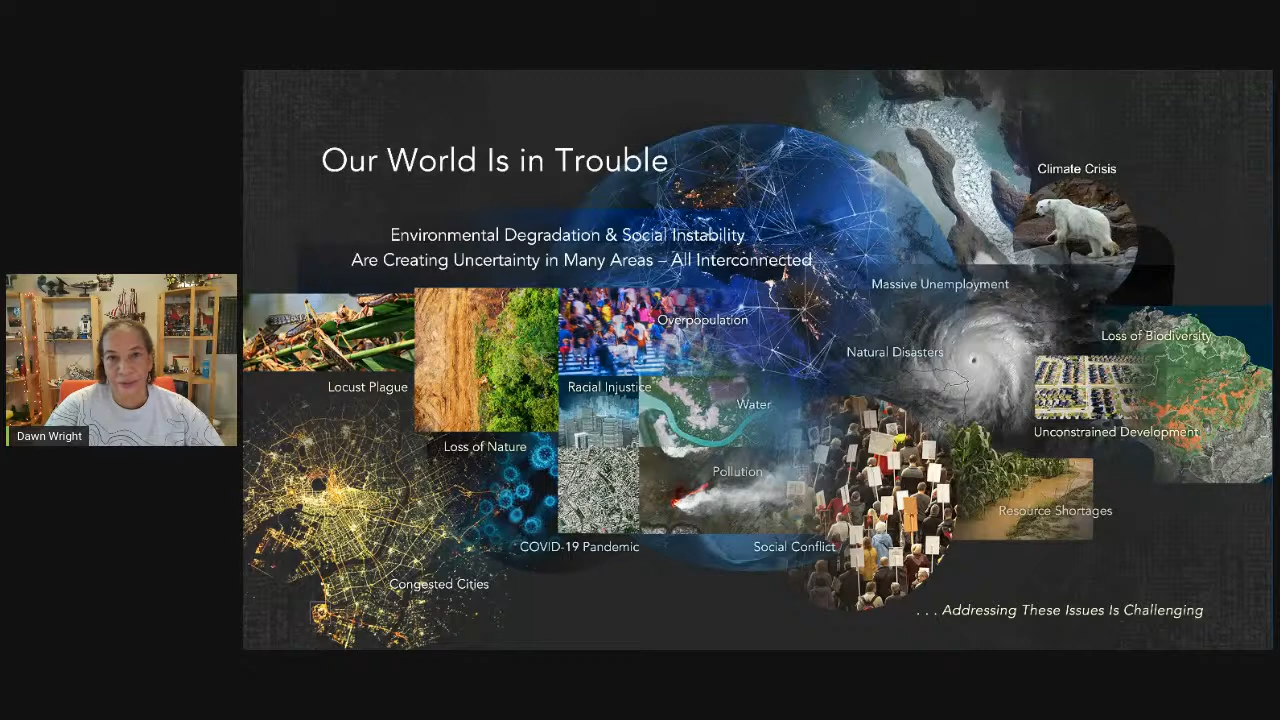 Our World Is in Trouble
Environmental Degradation & Social Instability
Are Creating Uncertainty in Many Areas – All Interconnected
Climate Crisis
Massive Unemployment
Overpopulation
Loss of Biodiversity
Natural Disasters
Locust Plague
Racial Injustice
Water
Unconstrained Development
Dawn Wright
Loss of Nature
Pollution
Resource Shortages
COVID-19 Pandemic
Social Conflict
Congested Cities
. . . Addressing These Issues Is Challenging